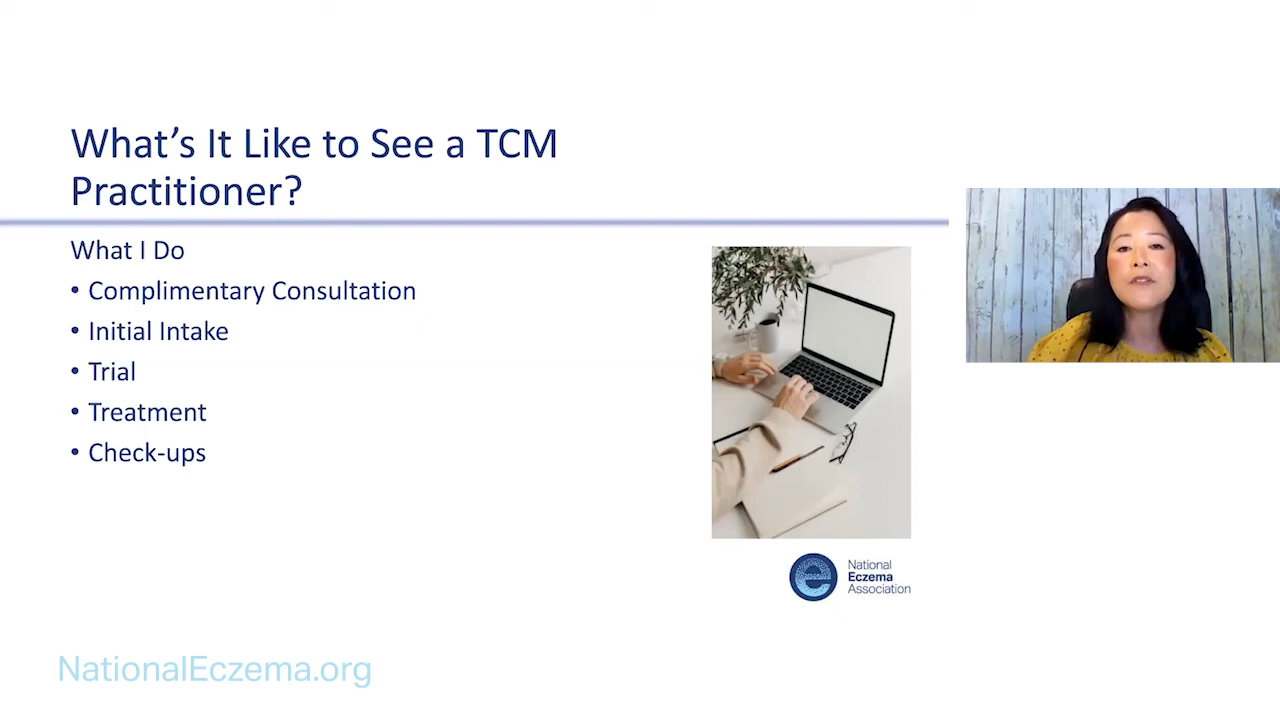 What's It Like to See a TCM
Practitioner?
What I Do
• Complimentary Consultation
• Initial Intake
• Trial
• Treatment
• Check-ups
National
Eczema
Association
NationalEczema.org